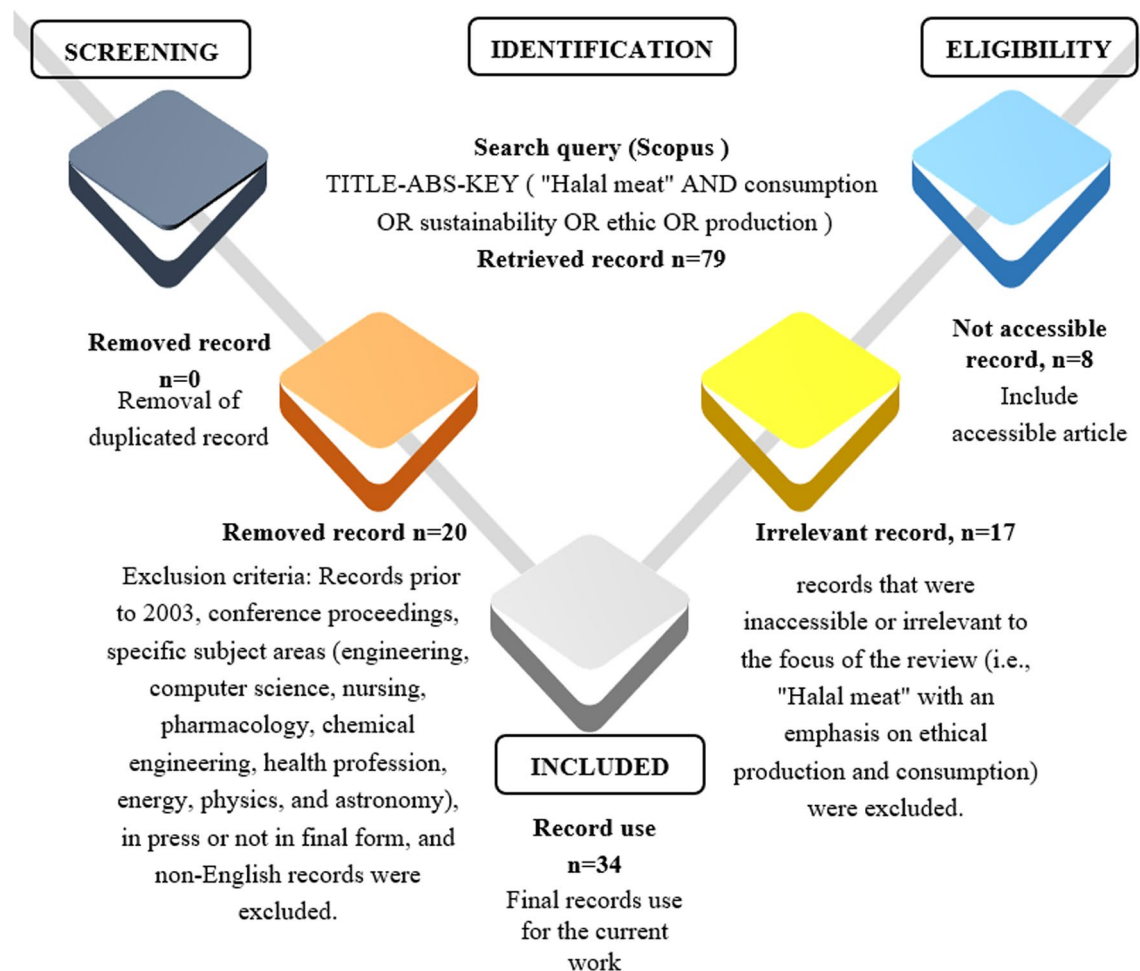 SCREENING
IDENTIFICATION
ELIGIBILITY
Search query (Scopus )
TITLE-ABS-KEY ( "Halal meat" AND consumption
OR sustainability OR ethic OR production )
Retrieved record n=79
Removed record
n=0
Removal of
duplicated record
Not accessible
record, n=8
Include
accessible article
Removed record n=20
Exclusion criteria: Records prior
to 2003, conference proceedings,
specific subject areas (engineering,
computer science, nursing,
pharmacology, chemical
engineering, health profession,
energy, physics, and astronomy),
in press or not in final form, and
non-English records were
excluded.
Irrelevant record, n=17
records that were
inaccessible or irrelevant to
the focus of the review (i.e.,
"Halal meat" with an
emphasis on ethical
production and consumption)
were excluded.
INCLUDED
Record use
n=34
Final records use
for the current
work